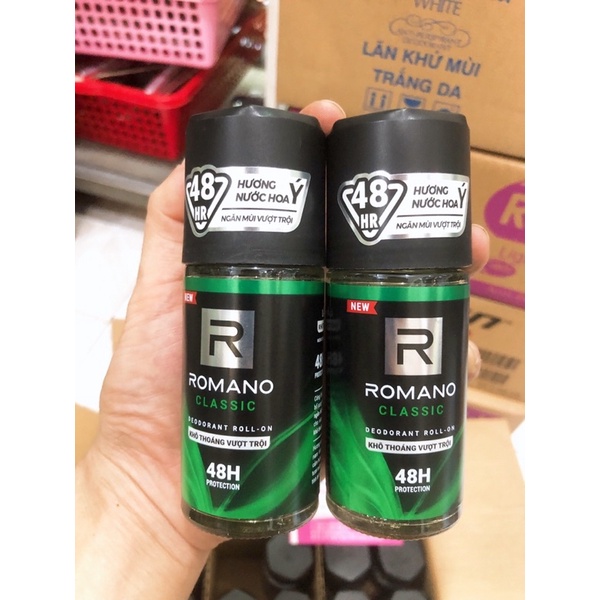 WHITE
LĂN KHỬ MÙI
TRẮNG DA
48
HR
HƯƠNG
NƯỚC HOA Ý
NGĂN MÙI VƯỢT TRỘI
NEW
R
ROMANO
CLASSIC
DEODORANT ROLL-ON
KHÔ THOÁNG VƯỢT TRỘI
48H
PROTECTION
48
HR
HƯƠNG
NƯỚC HOA Ý
NGĂN MÙI VƯỢT TRỘI
NEW
R
ROMANO
CLASSIC
DEODORANT ROLL-ON
KHÔ THOÁNG VƯỢT TRỘI
48H
PROTECTION